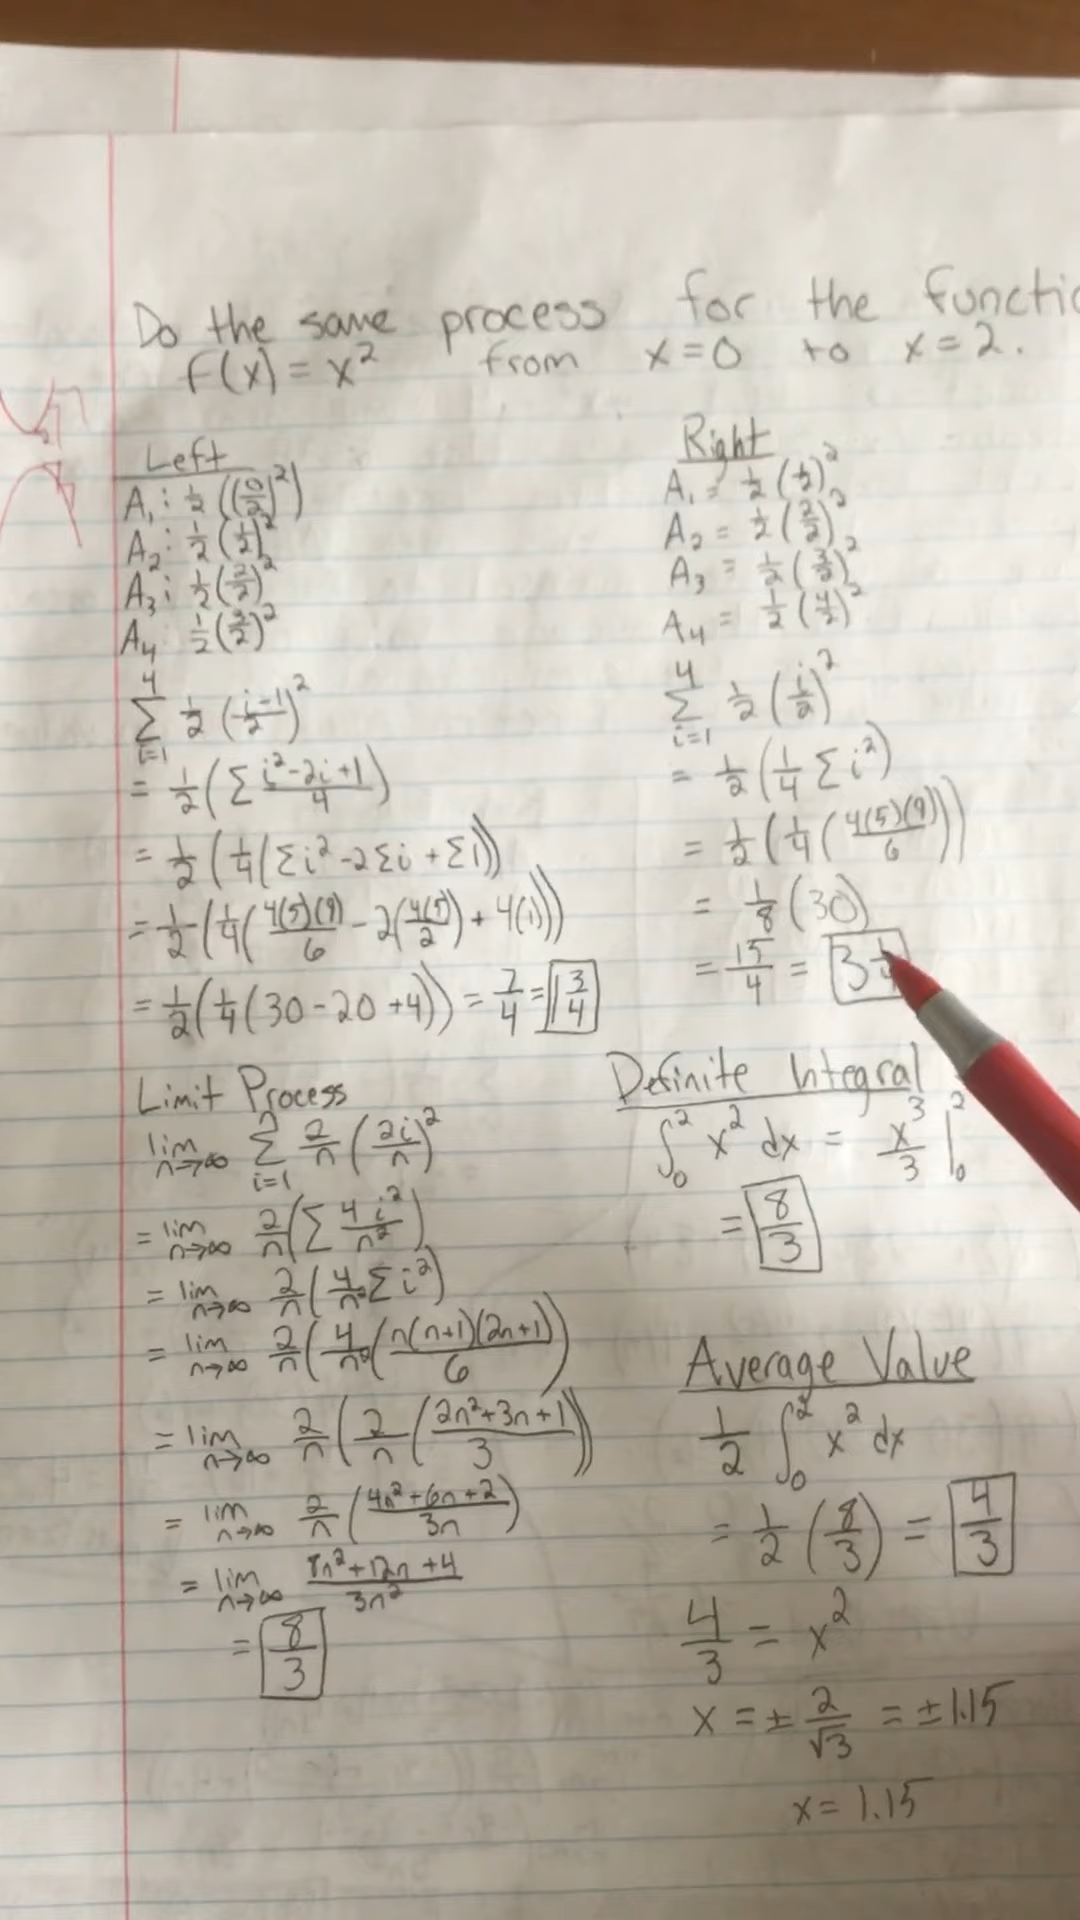 Do the same process for the functio
f(x) = x² from x=0 to x=2.
Left
A₁: ½((0/2)²)
A₂: ½(1/2)²
A₃: ½(2/2)²
A₄: ½(3/2)²
4 Σ i=1 ½ ((i-1)/2)²
= ½(Σ (i²-2i+1)/4)
= ½(¼(Σi²-2Σi+Σ1))
= ½(¼(4(5)(9)/6 - 2(4(5)/2) + 4(1)))
= ½(¼(30-20+4)) = 7/4 = 1 3/4
Right
A₁ = ½(½)²
A₂ = ½(2/2)²
A₃ = ½(3/2)²
A₄ = ½(4/2)²
4 Σ i=1 ½ (i/2)²
= ½(¼ Σi²)
= ½(¼(4(5)(9)/6))
= ⅛(30)
= 15/4 = 3
Limit Process
lim n→∞ n Σ i=1 2/n (2i/n)²
= lim n→∞ 2/n(Σ 4i²/n²)
= lim n→∞ 2/n(4/n² Σi²)
= lim n→∞ 2/n(4/n²(n(n+1)(2n+1)/6))
= lim n→∞ 2/n(2/n((2n²+3n+1)/3))
= lim n→∞ 2/n((4n²+6n+2)/3n)
= lim n→∞ (8n²+12n+4)/3n²
= 8/3
Definite Integral
∫₀² x² dx = x³/3 |₀²
= 8/3
Average Value
1/2 ∫₀² x² dx
= ½(8/3) = 4/3
4/3 = x²
x = ± 2/√3 = ±1.15
x = 1.15